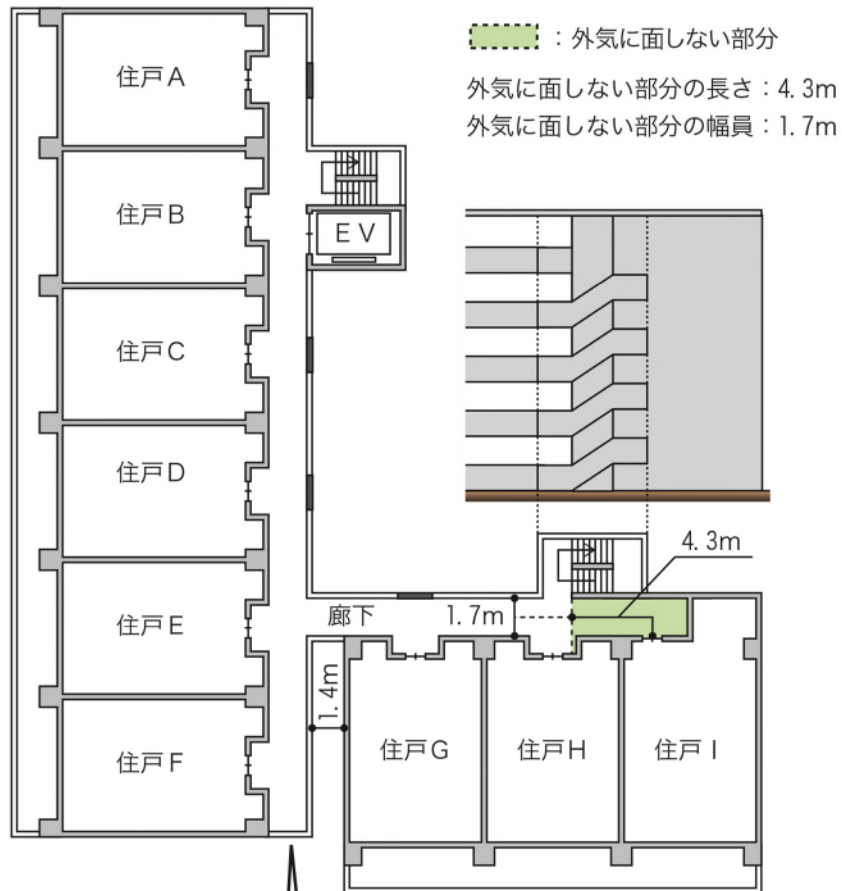 ：外気に面しない部分
外気に面しない部分の長さ：4.3m
外気に面しない部分の幅員：1.7m
住戸A
住戸B
EV
住戸C
住戸D
4.3m
住戸E
廊下
1.7m
1.4m
住戸F
住戸G
住戸H
住戸I